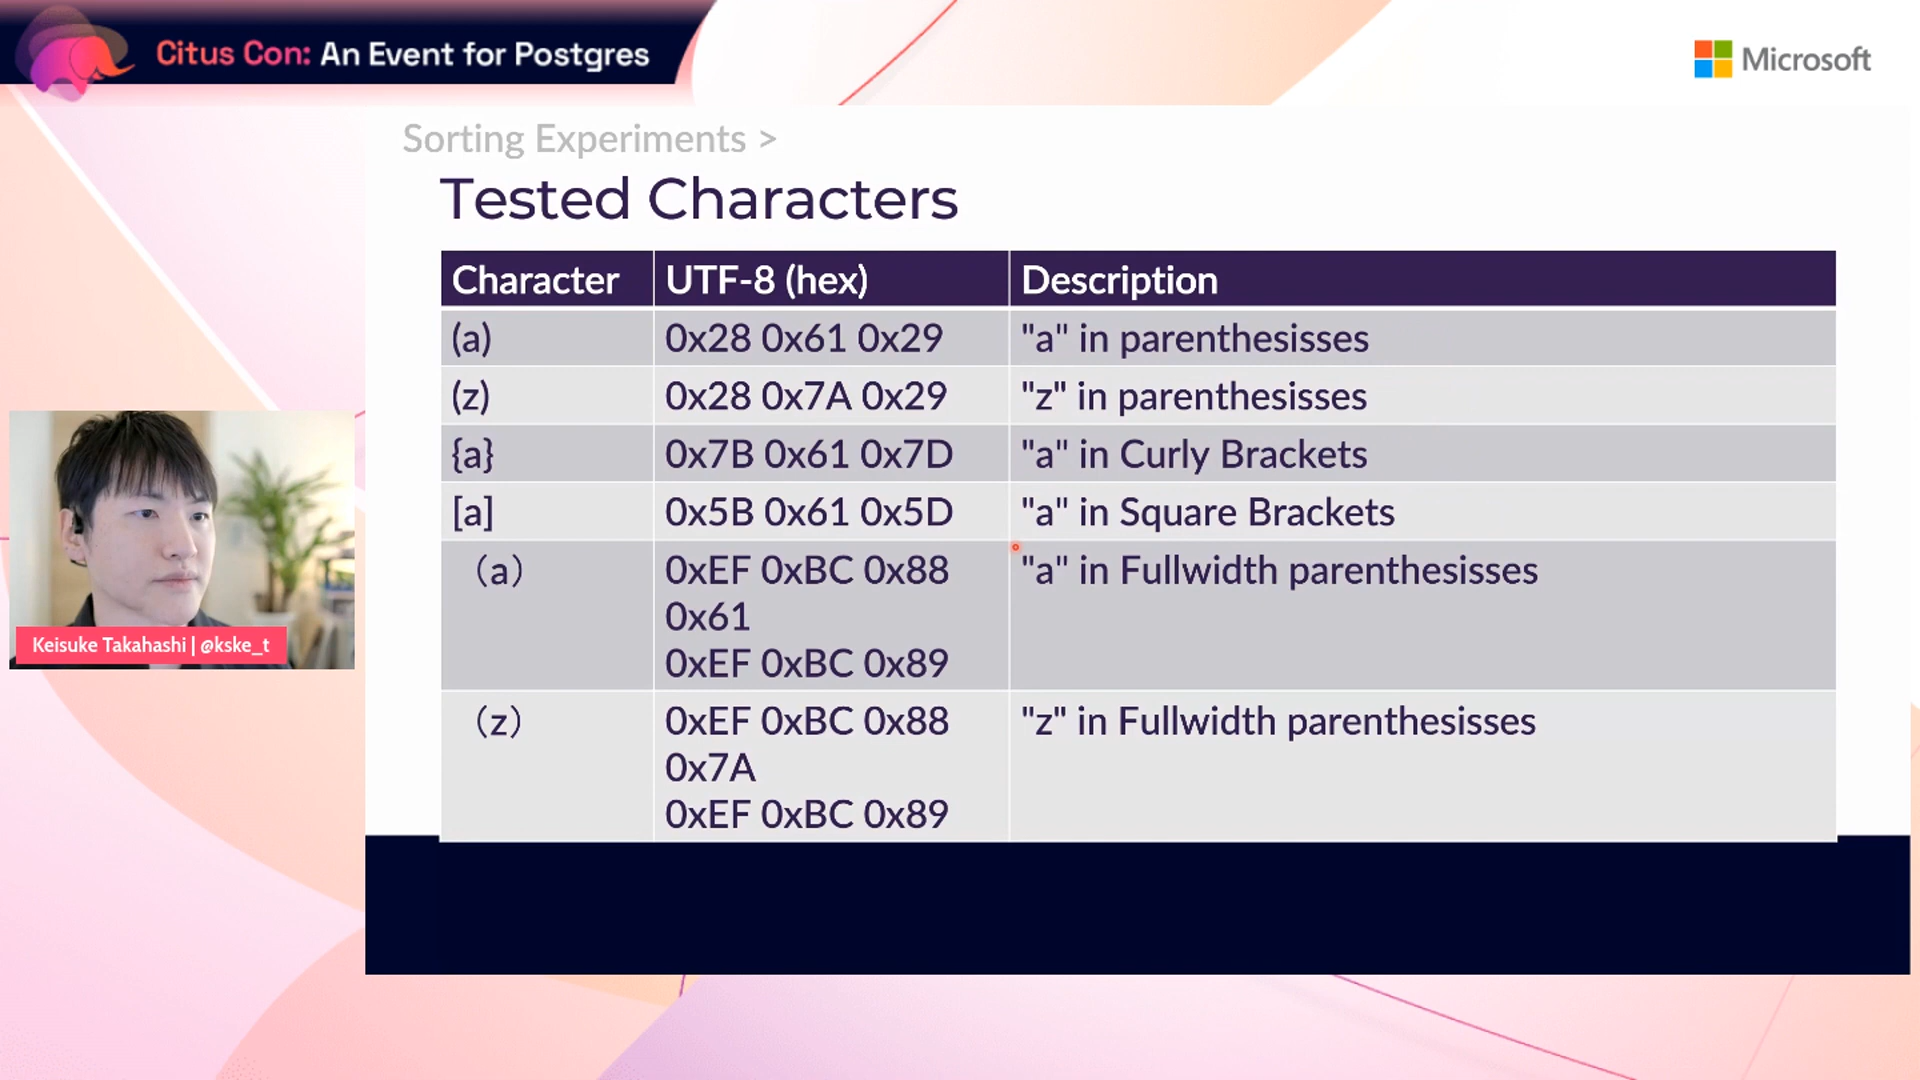 Citus Con: An Event for Postgres
Microsoft
Sorting Experiments >
Tested Characters
Character UTF-8 (hex) Description
(a) 0x28 0x61 0x29 "a" in parenthesisses
(z) 0x28 0x7A 0x29 "z" in parenthesisses
{a} 0x7B 0x61 0x7D "a" in Curly Brackets
[a] 0x5B 0x61 0x5D "a" in Square Brackets
（a） 0xEF 0xBC 0x88 "a" in Fullwidth parenthesisses
0x61
0xEF 0xBC 0x89
（z） 0xEF 0xBC 0x88 "z" in Fullwidth parenthesisses
0x7A
0xEF 0xBC 0x89
Keisuke Takahashi | @kske_t